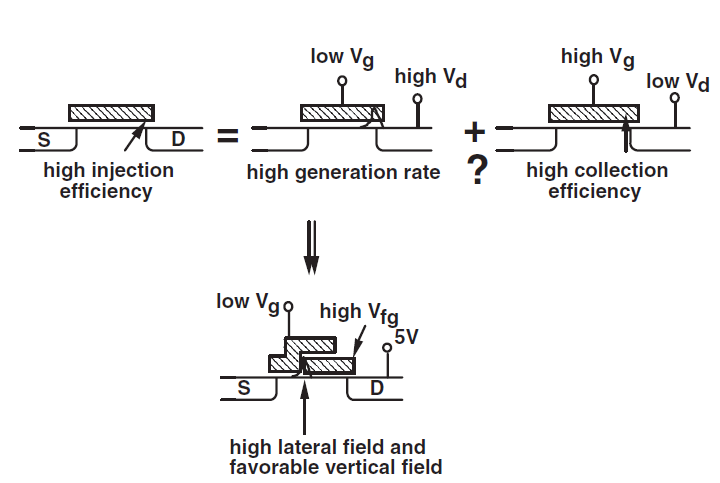 low Vg
high Vd
high Vg
low Vd
S
D
=
+
?
high injection
efficiency
high generation rate
high collection
efficiency
low Vg
high Vfg
5V
S
D
high lateral field and
favorable vertical field